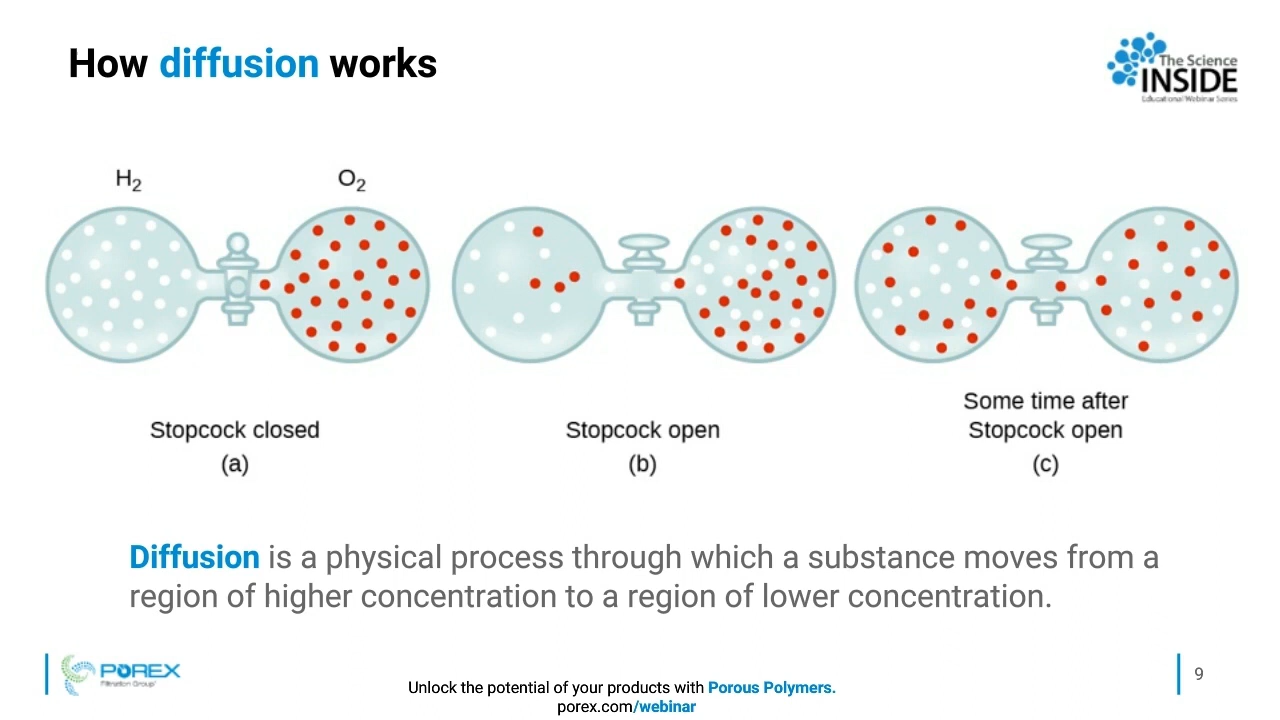 How diffusion works
The Science
INSIDE
Educational Webinar Series
H₂
O₂
Stopcock closed
(a)
Stopcock open
(b)
Some time after
Stopcock open
(c)
Diffusion is a physical process through which a substance moves from a
region of higher concentration to a region of lower concentration.
POREX
Filtration Group
Unlock the potential of your products with Porous Polymers.
porex.com/webinar
9